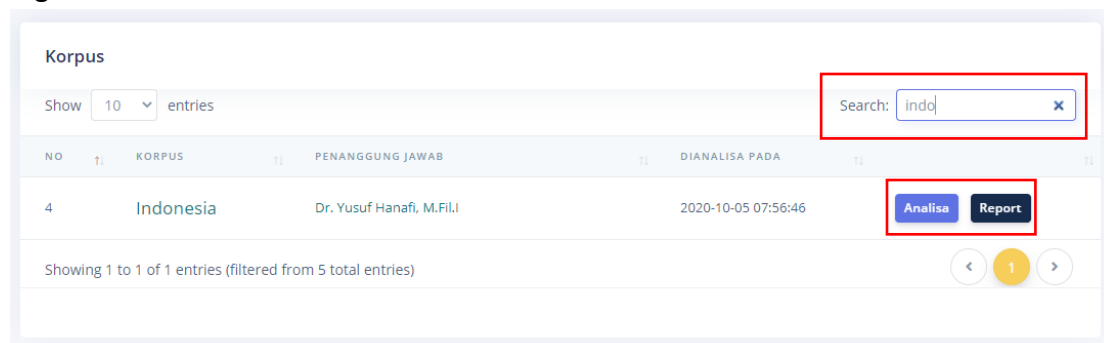 Korpus
Show 10 entries Search: indo
NO KORPUS PENANGGUNG JAWAB DIANALISA PADA
4 Indonesia Dr. Yusuf Hanafi, M.Fil.I 2020-10-05 07:56:46 Analisa Report
Showing 1 to 1 of 1 entries (filtered from 5 total entries) 1